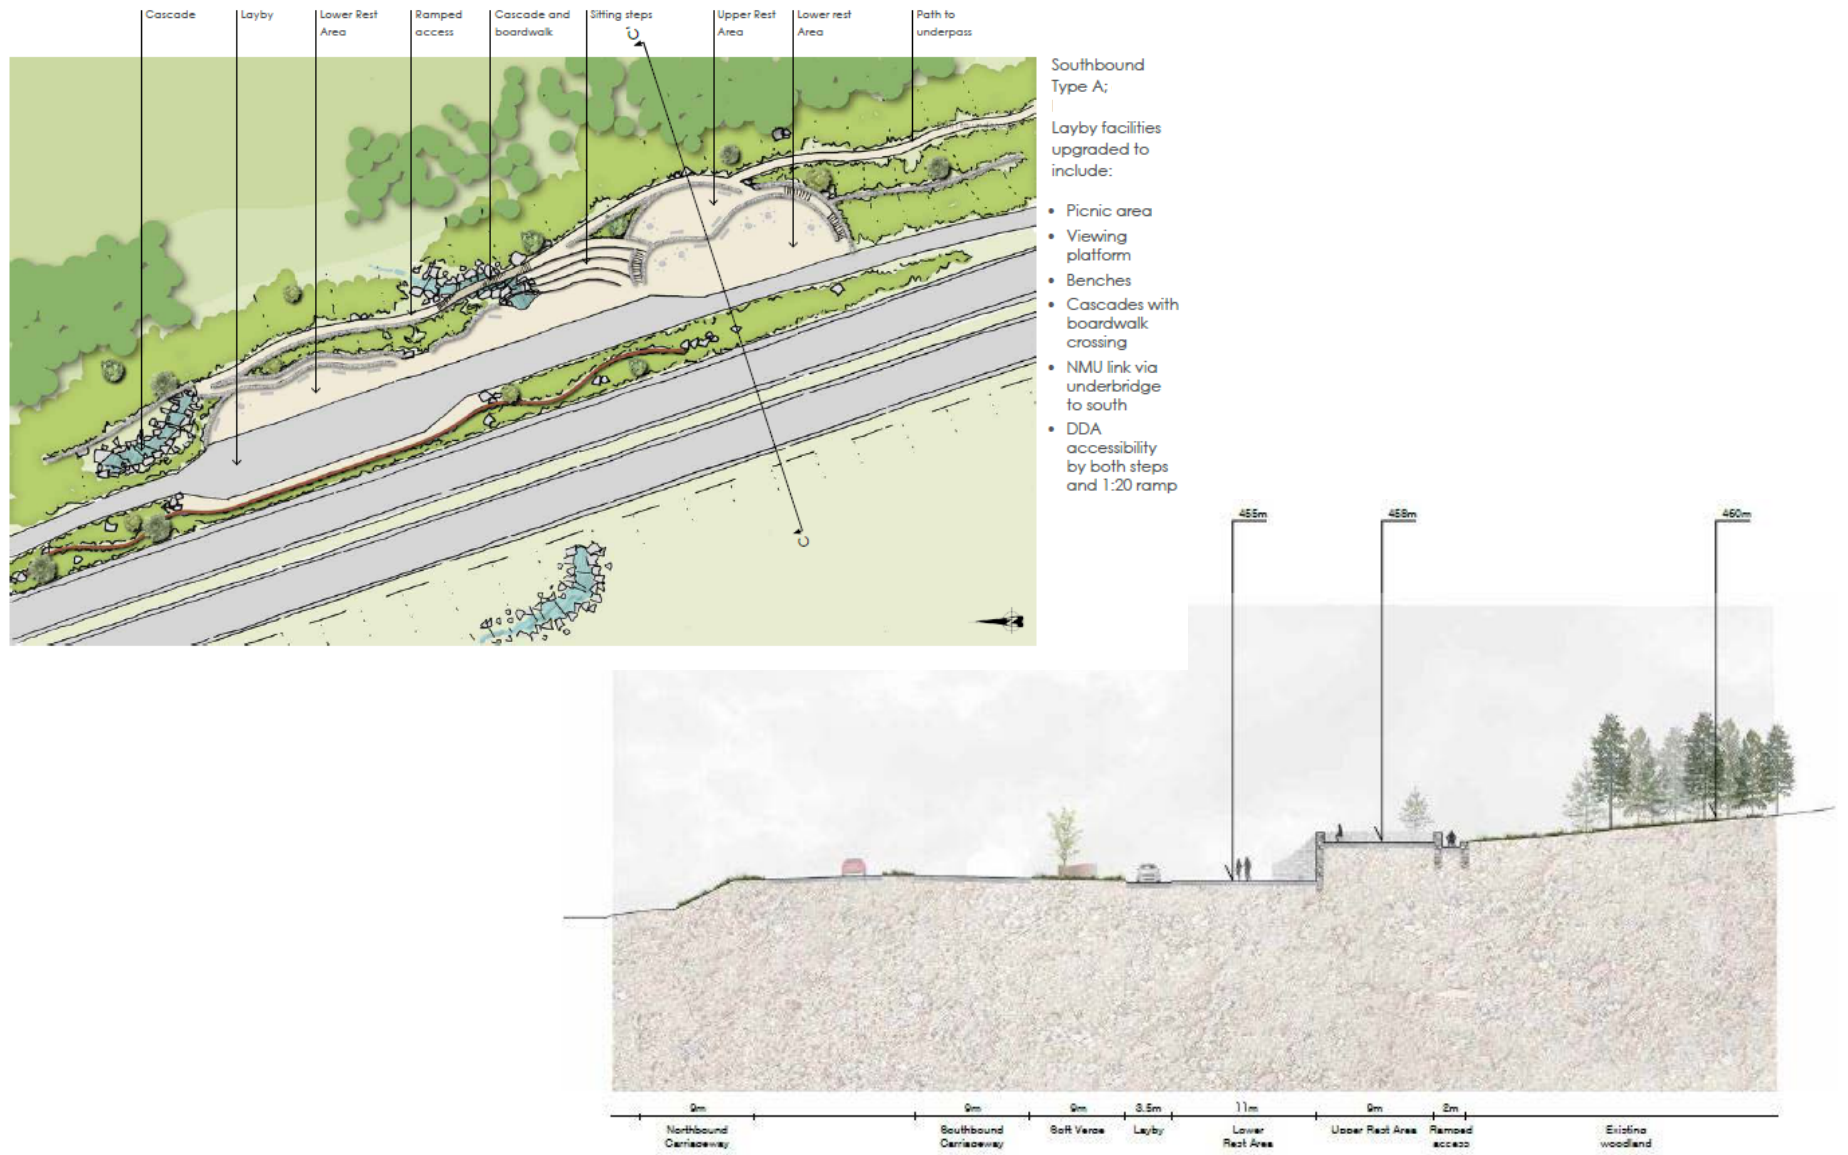 Cascade
Layby
Lower Rest
Area
Ramped
access
Cascade and
boardwalk
Sitting steps
Upper Rest
Area
Lower rest
Area
Path to
underpass
C'
C
Southbound
Type A;
Layby facilities
upgraded to
include:
• Picnic area
• Viewing
platform
• Benches
• Cascades with
boardwalk
crossing
• NMU link via
underbridge
to south
• DDA
accessibility
by both steps
and 1:20 ramp
455m
458m
460m
9m
9m
9m
3.5m
11m
9m
2m
Northbound
Carriageway
Southbound
Carriageway
Soft Verge
Layby
Lower
Rest Area
Upper Rest Area
Ramped
access
Existing
woodland